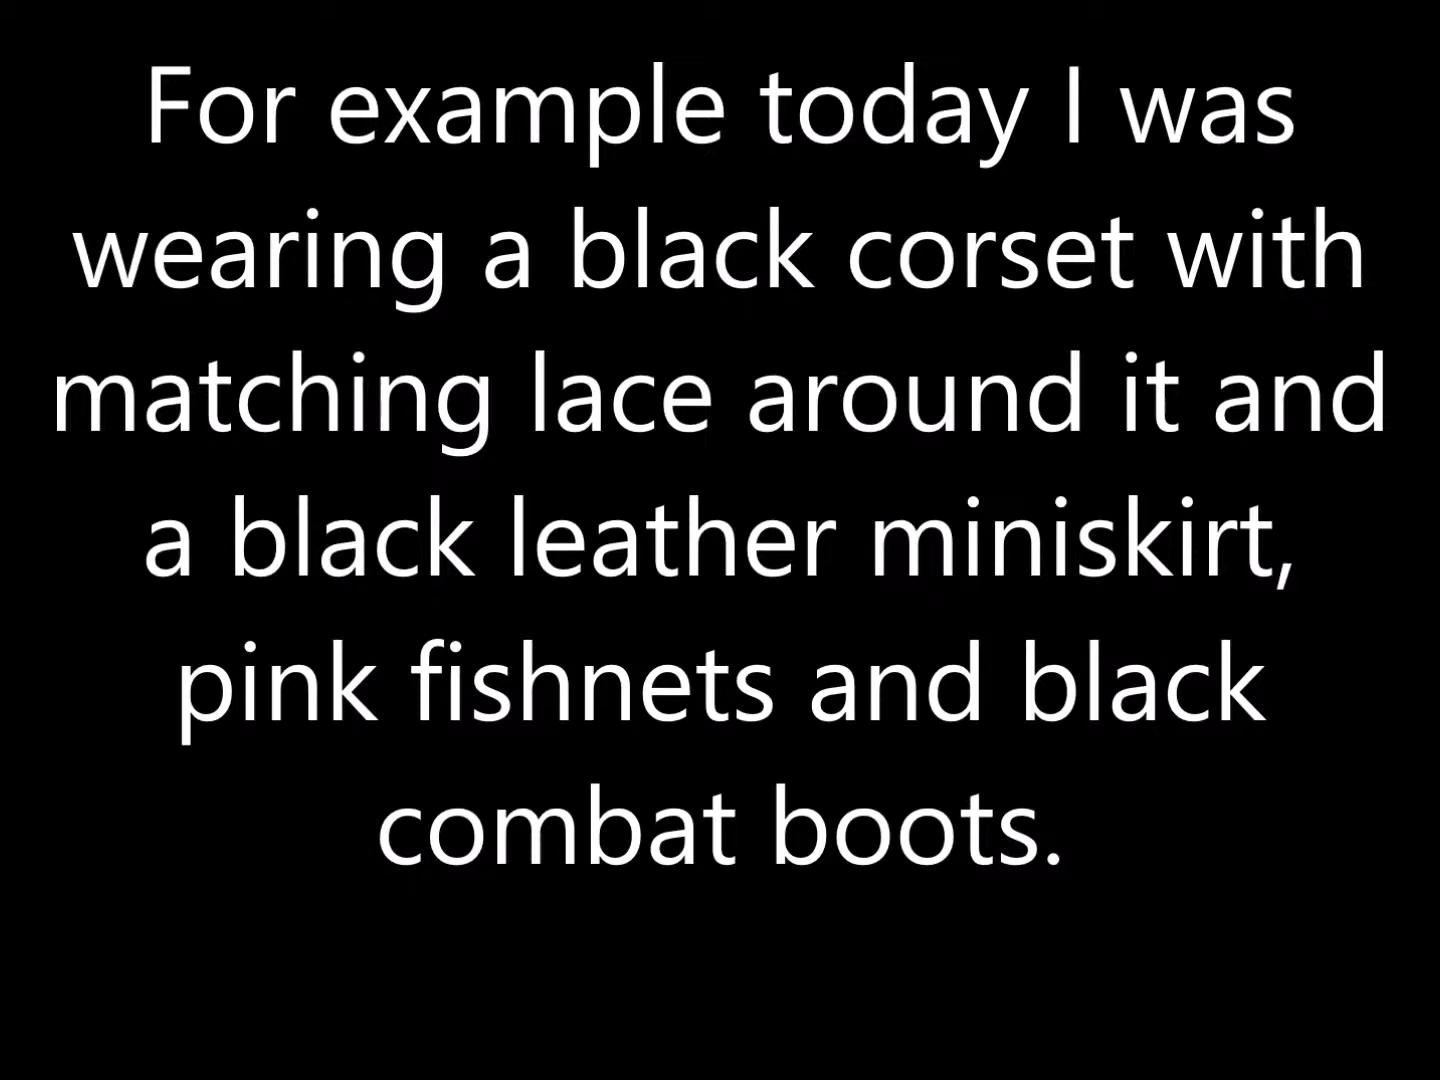 For example today I was
wearing a black corset with
matching lace around it and
a black leather miniskirt,
pink fishnets and black
combat boots.